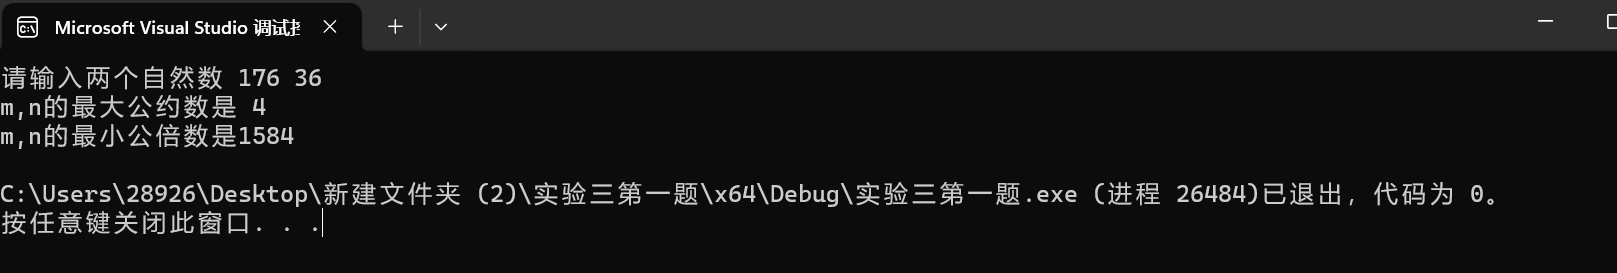 Microsoft Visual Studio 调试
请输入两个自然数 176 36
m,n的最大公约数是 4
m,n的最小公倍数是1584
C:\Users\28926\Desktop\新建文件夹 (2)\实验三第一题\x64\Debug\实验三第一题.exe (进程 26484)已退出，代码为 0。
按任意键关闭此窗口. . .